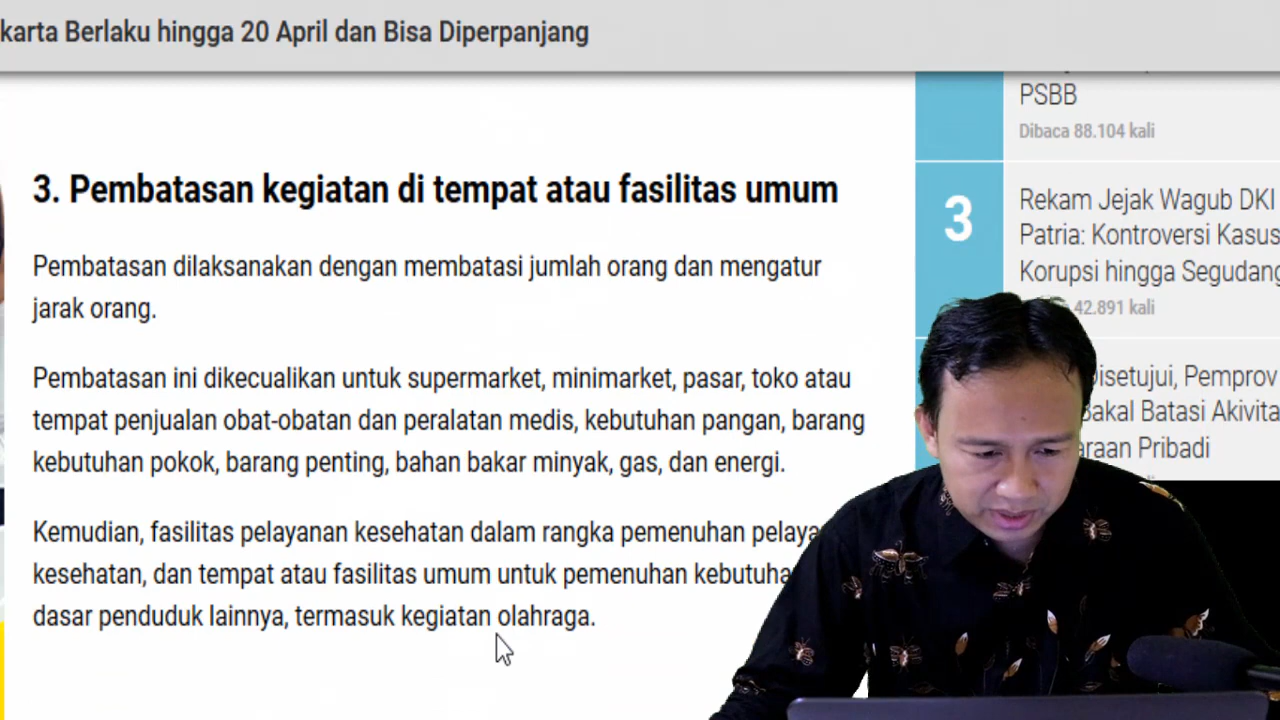 karta Berlaku hingga 20 April dan Bisa Diperpanjang
3. Pembatasan kegiatan di tempat atau fasilitas umum
Pembatasan dilaksanakan dengan membatasi jumlah orang dan mengatur
jarak orang.
Pembatasan ini dikecualikan untuk supermarket, minimarket, pasar, toko atau
tempat penjualan obat-obatan dan peralatan medis, kebutuhan pangan, barang
kebutuhan pokok, barang penting, bahan bakar minyak, gas, dan energi.
Kemudian, fasilitas pelayanan kesehatan dalam rangka pemenuhan pelaya
kesehatan, dan tempat atau fasilitas umum untuk pemenuhan kebutuha
dasar penduduk lainnya, termasuk kegiatan olahraga.
PSBB
Dibaca 88.104 kali
3
Rekam Jejak Wagub DKI
Patria: Kontroversi Kasus
Korupsi hingga Segudang
42.891 kali
Disetujui, Pemprov
Bakal Batasi Akivita
araan Pribadi